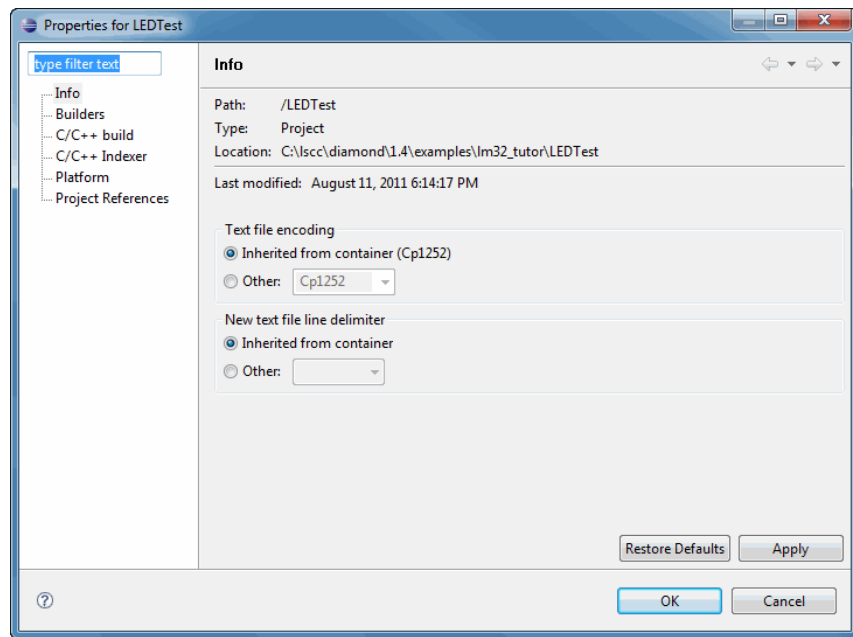 Properties for LEDTest
type filter text
Info
Builders
C/C++ build
C/C++ Indexer
Platform
Project References
Info
Path: /LEDTest
Type: Project
Location: C:\lscc\diamond\1.4\examples\lm32_tutor\LEDTest
Last modified: August 11, 2011 6:14:17 PM
Text file encoding
Inherited from container (Cp1252)
Other: Cp1252
New text file line delimiter
Inherited from container
Other:
Restore Defaults Apply
? OK Cancel